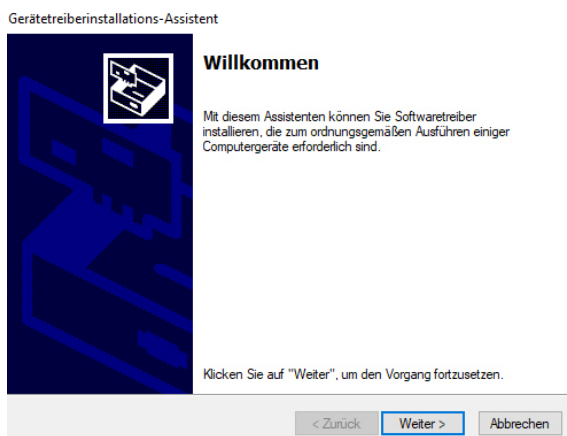 Gerätetreiberinstallations-Assistent
Willkommen
Mit diesem Assistenten können Sie Softwaretreiber
installieren, die zum ordnungsgemäßen Ausführen einiger
Computergeräte erforderlich sind.
Klicken Sie auf "Weiter", um den Vorgang fortzusetzen.
< Zurück Weiter > Abbrechen